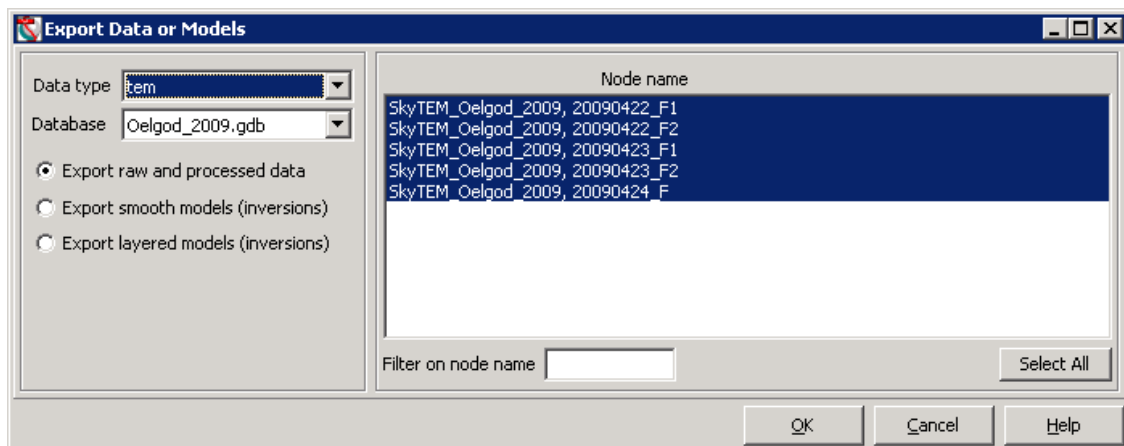 Export Data or Models
Data type tem
Database Oelgod_2009.gdb
Export raw and processed data
Export smooth models (inversions)
Export layered models (inversions)
Node name
SkyTEM_Oelgod_2009, 20090422_F1
SkyTEM_Oelgod_2009, 20090422_F2
SkyTEM_Oelgod_2009, 20090423_F1
SkyTEM_Oelgod_2009, 20090423_F2
SkyTEM_Oelgod_2009, 20090424_F
Filter on node name
Select All
OK
Cancel
Help